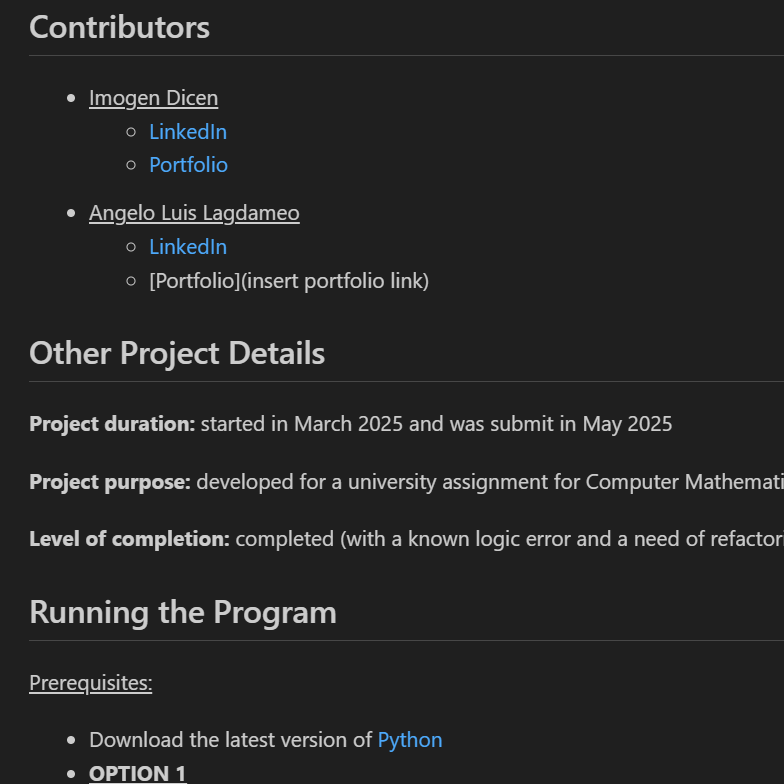 Contributors
Imogen Dicen
LinkedIn
Portfolio
Angelo Luis Lagdameo
LinkedIn
[Portfolio](insert portfolio link)
Other Project Details
Project duration: started in March 2025 and was submit in May 2025
Project purpose: developed for a university assignment for Computer Mathemati
Level of completion: completed (with a known logic error and a need of refactori
Running the Program
Prerequisites:
Download the latest version of Python
OPTION 1